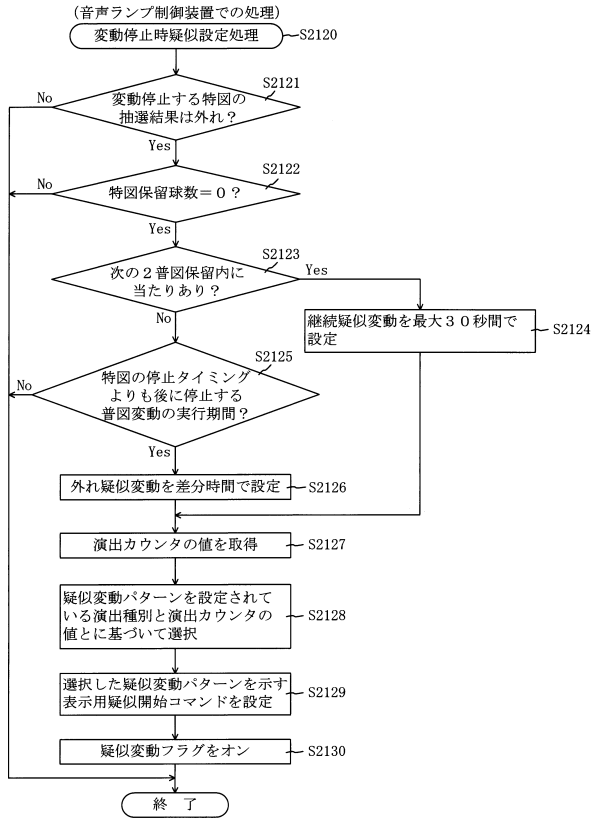 (音声ランプ制御装置での処理)
変動停止時疑似設定処理
S2120
S2121
No
変動停止する特図の
抽選結果は外れ?
Yes
S2122
No
特図保留球数=0?
Yes
S2123
次の2普図保留内に
当たりあり?
Yes
No
継続疑似変動を最大30秒間で
設定
S2124
S2125
No
特図の停止タイミング
よりも後に停止する
普図変動の実行期間?
Yes
外れ疑似変動を差分時間で設定
S2126
演出カウンタの値を取得
S2127
疑似変動パターンを設定されて
いる演出種別と演出カウンタの
値とに基づいて選択
S2128
選択した疑似変動パターンを示す
表示用疑似開始コマンドを設定
S2129
疑似変動フラグをオン
S2130
終 了